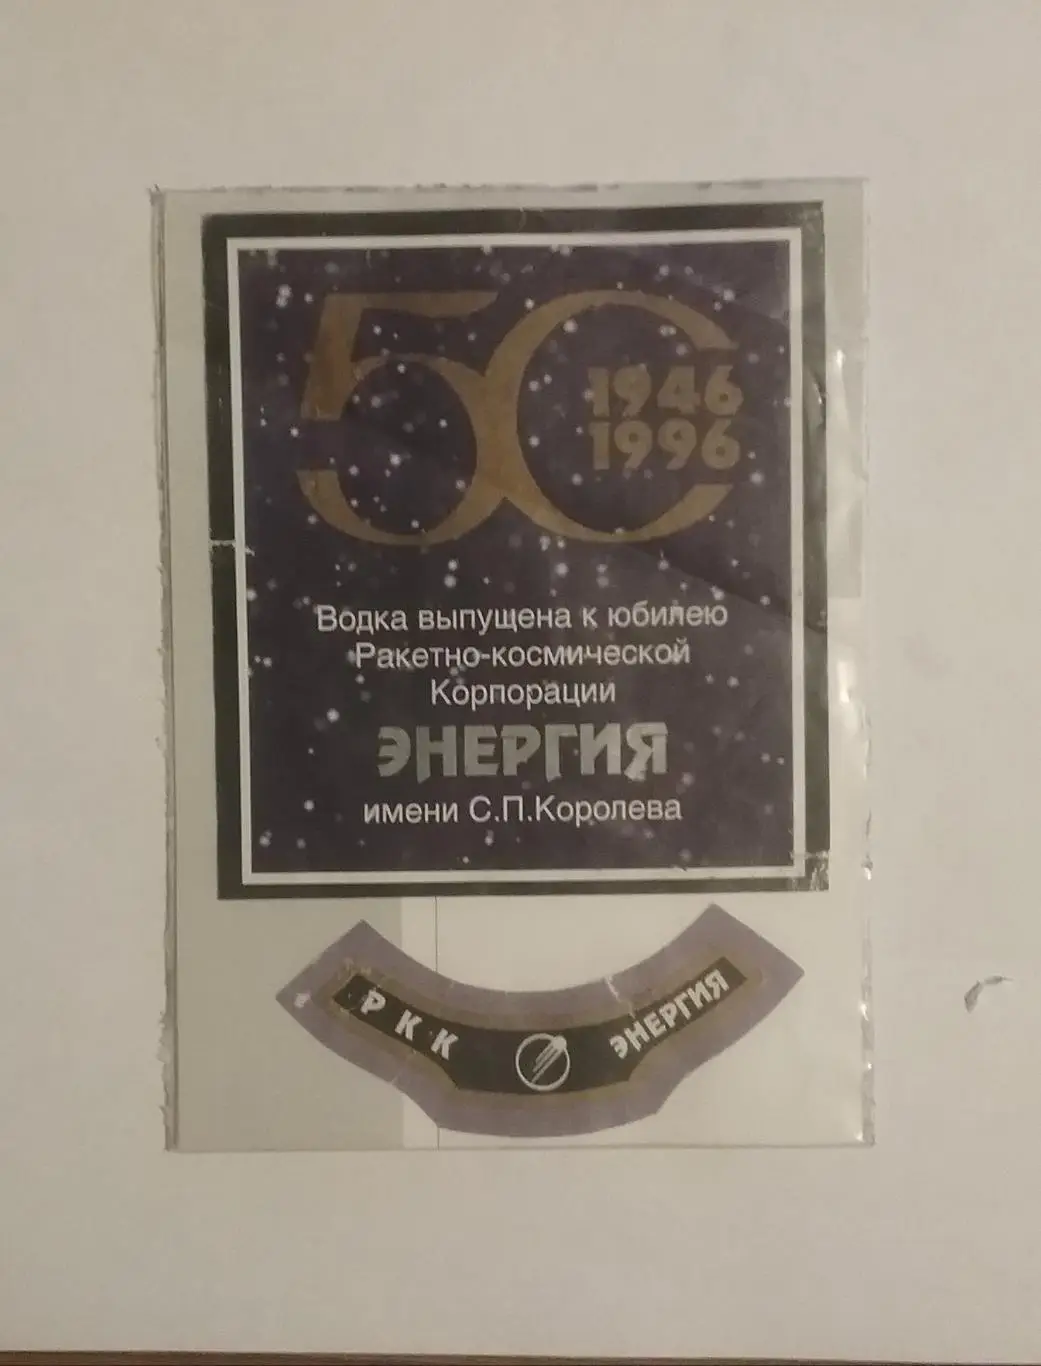 50
1946
1996
Водка выпущена к юбилею
Ракетно-космической
Корпорации
ЭНЕРГИЯ
имени С.П.Королева
РКК ЭНЕРГИЯ